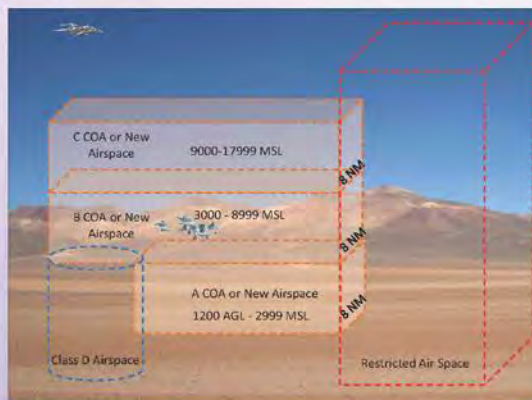 C COA or New
Airspace
9000-17999 MSL
8 NM
B COA or New
Airspace
3000 - 8999 MSL
8 NM
A COA or New Airspace
1200 AGL - 2999 MSL
8 NM
Class D Airspace
Restricted Air Space